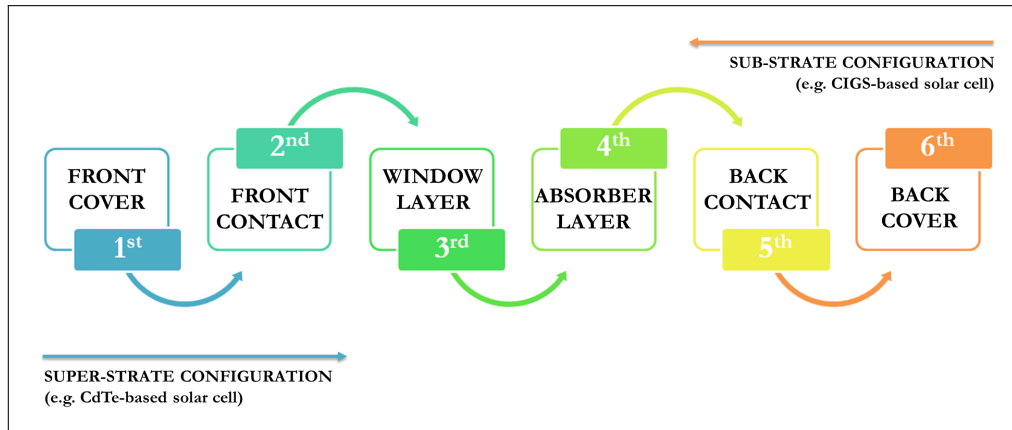 SUB-STRATE CONFIGURATION
(e.g. CIGS-based solar cell)
FRONT
COVER
1st
2nd
FRONT
CONTACT
WINDOW
LAYER
3rd
4th
ABSORBER
LAYER
BACK
CONTACT
5th
6th
BACK
COVER
SUPER-STRATE CONFIGURATION
(e.g. CdTe-based solar cell)